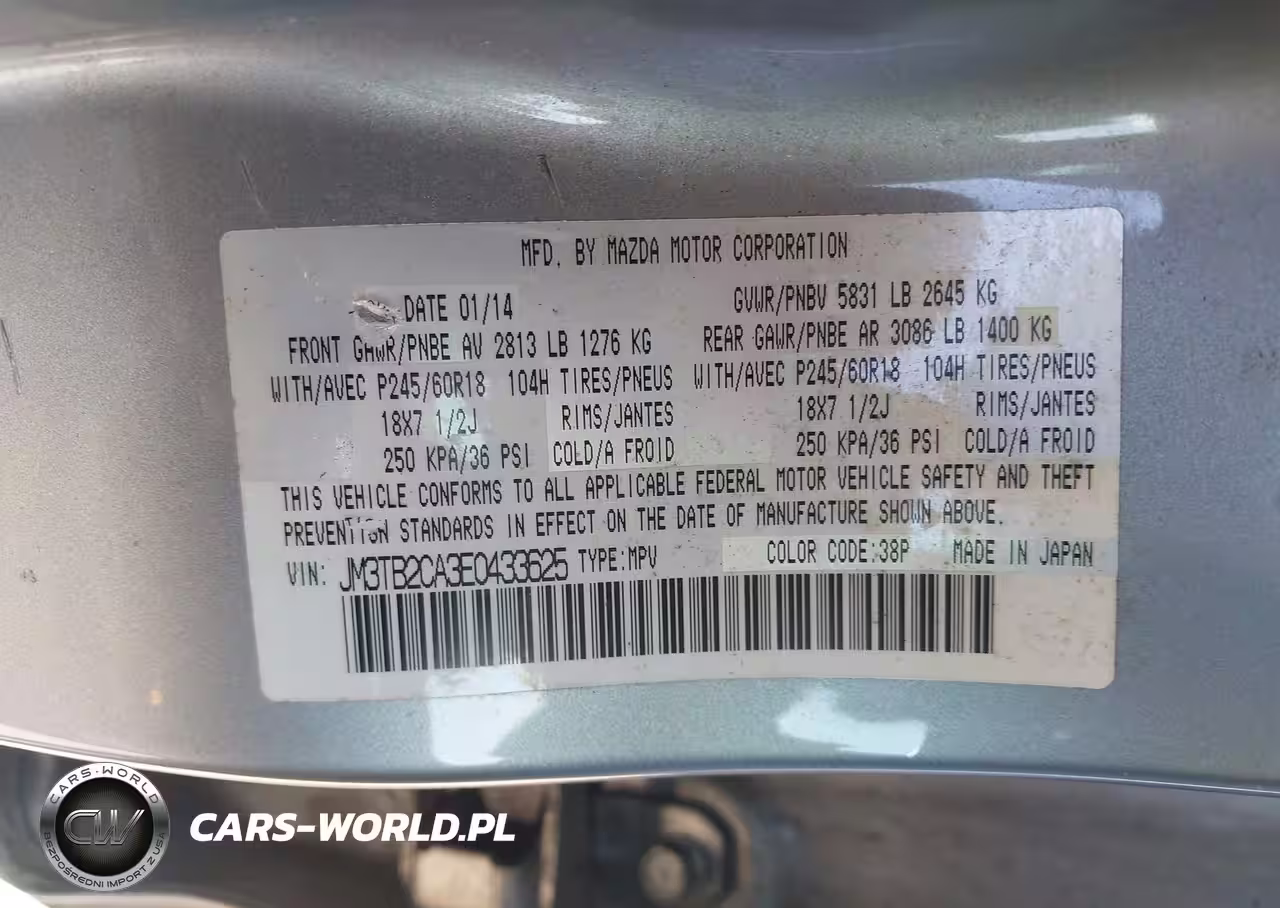 MFD. BY MAZDA MOTOR CORPORATION
DATE 01/14 GVWR/PNBV 5831 LB 2645 KG
FRONT GAWR/PNBE AV 2813 LB 1276 KG REAR GAWR/PNBE AR 3086 LB 1400 KG
WITH/AVEC P245/60R18 104H TIRES/PNEUS WITH/AVEC P245/60R18 104H TIRES/PNEUS
18X7 1/2J RIMS/JANTES 18X7 1/2J RIMS/JANTES
250 KPA/36 PSI COLD/A FROID 250 KPA/36 PSI COLD/A FROID
THIS VEHICLE CONFORMS TO ALL APPLICABLE FEDERAL MOTOR VEHICLE SAFETY AND THEFT
PREVENTION STANDARDS IN EFFECT ON THE DATE OF MANUFACTURE SHOWN ABOVE.
VIN: JM3TB2CA3E0433625 TYPE:MPV COLOR CODE:38P MADE IN JAPAN
CARS-WORLD
CW
BEZPOŚREDNI IMPORT Z USA
CARS-WORLD.PL